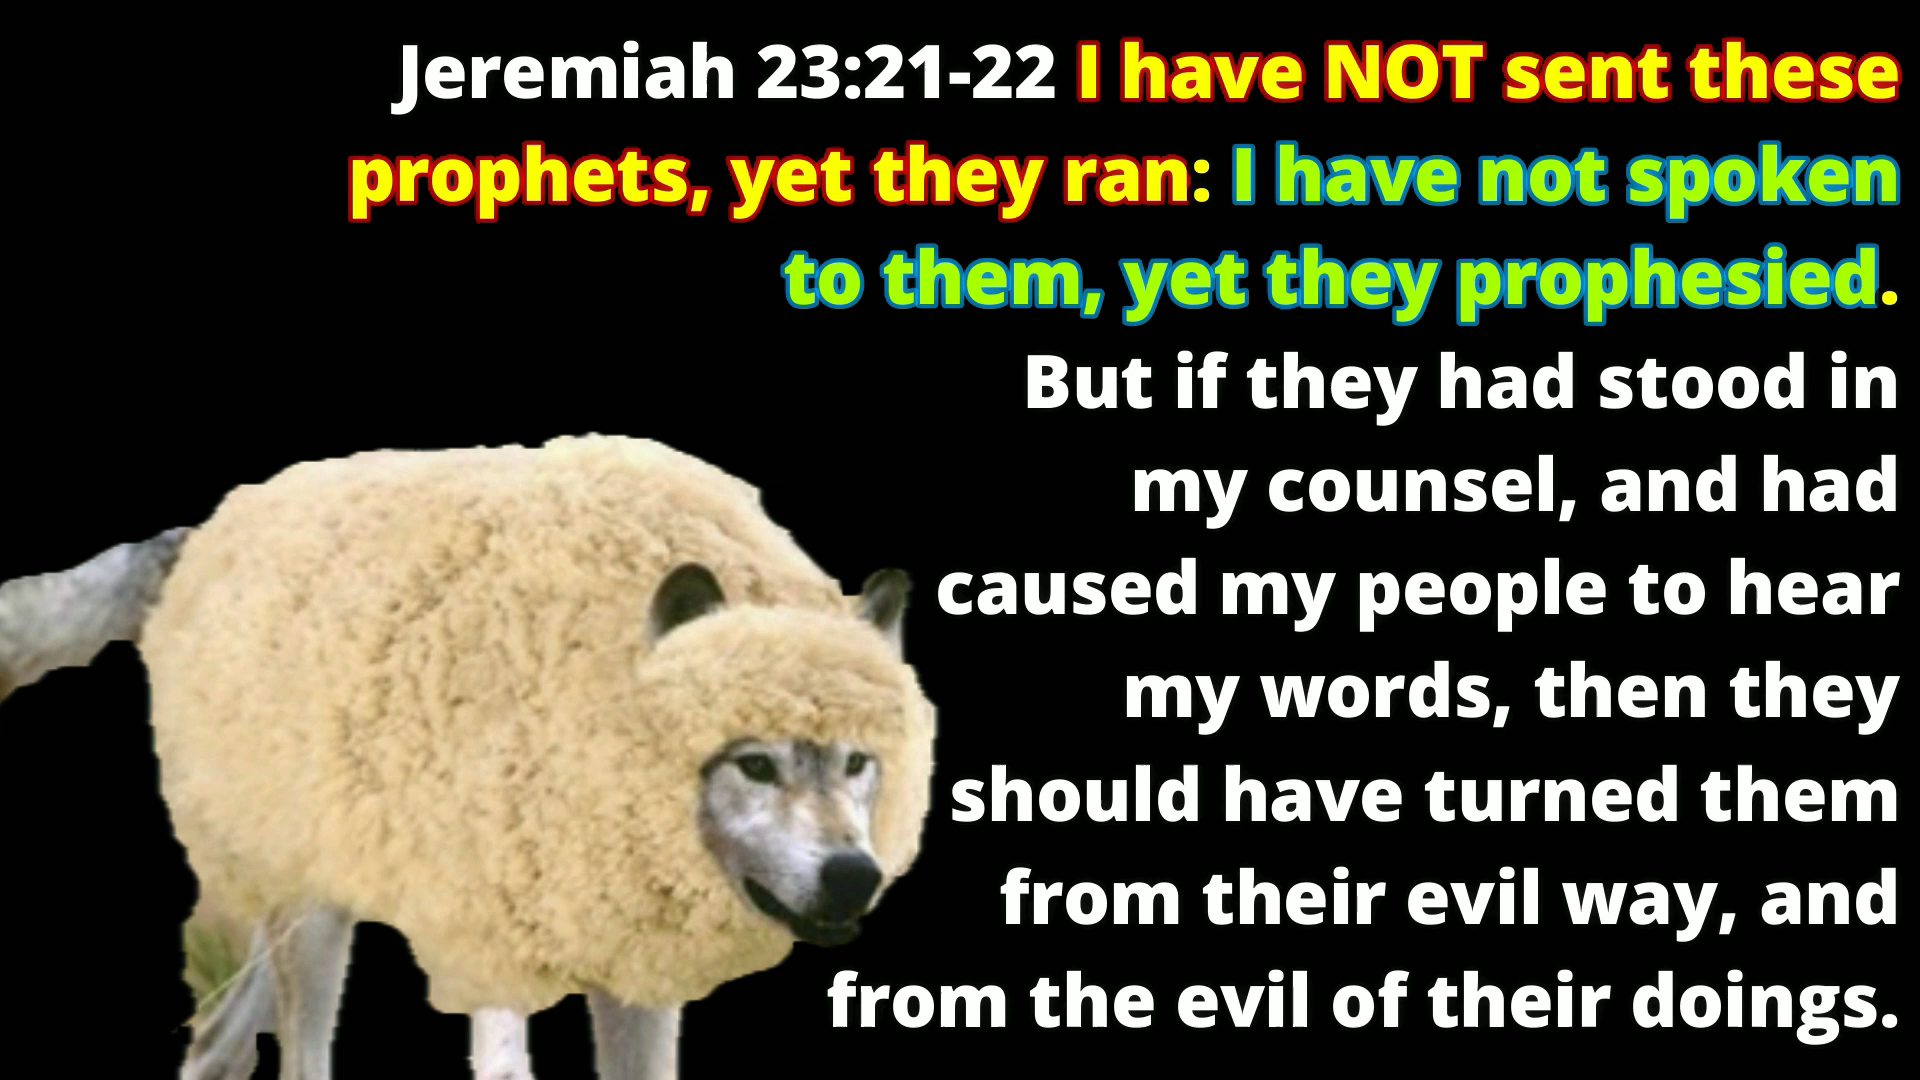 Jeremiah 23:21-22 I have NOT sent these
prophets, yet they ran: I have not spoken
to them, yet they prophesied.
But if they had stood in
my counsel, and had
caused my people to hear
my words, then they
should have turned them
from their evil way, and
from the evil of their doings.